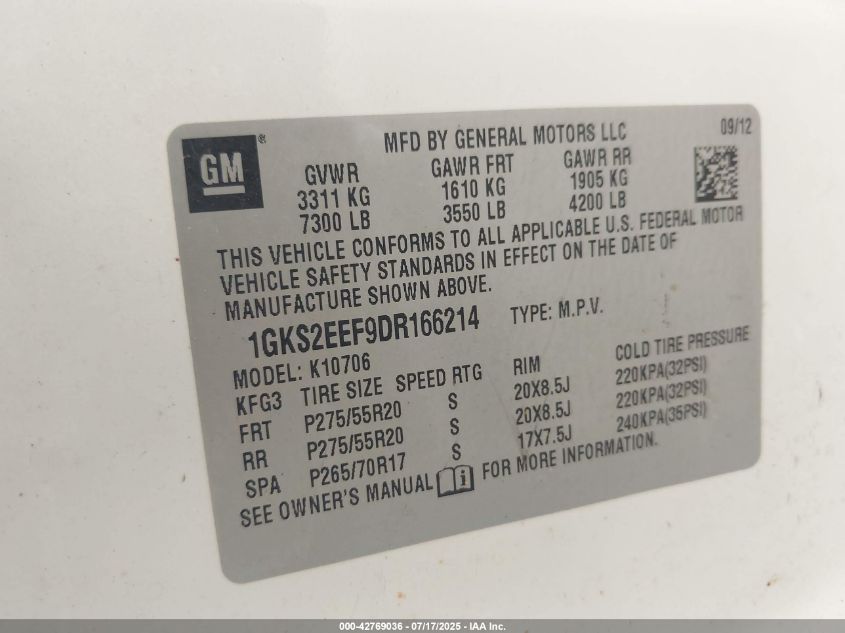 GM®
MFD BY GENERAL MOTORS LLC 09/12
GVWR GAWR FRT GAWR RR
3311 KG 1610 KG 1905 KG
7300 LB 3550 LB 4200 LB
THIS VEHICLE CONFORMS TO ALL APPLICABLE U.S. FEDERAL MOTOR
VEHICLE SAFETY STANDARDS IN EFFECT ON THE DATE OF
MANUFACTURE SHOWN ABOVE.
1GKS2EEF9DR166214 TYPE: M.P.V.
MODEL: K10706
KFG3 TIRE SIZE SPEED RTG RIM COLD TIRE PRESSURE
FRT P275/55R20 S 20X8.5J 220KPA(32PSI)
RR P275/55R20 S 20X8.5J 220KPA(32PSI)
SPA P265/70R17 S 17X7.5J 240KPA(35PSI)
SEE OWNER'S MANUAL i FOR MORE INFORMATION.
000-42769036 - 07/17/2025 - IAA Inc.